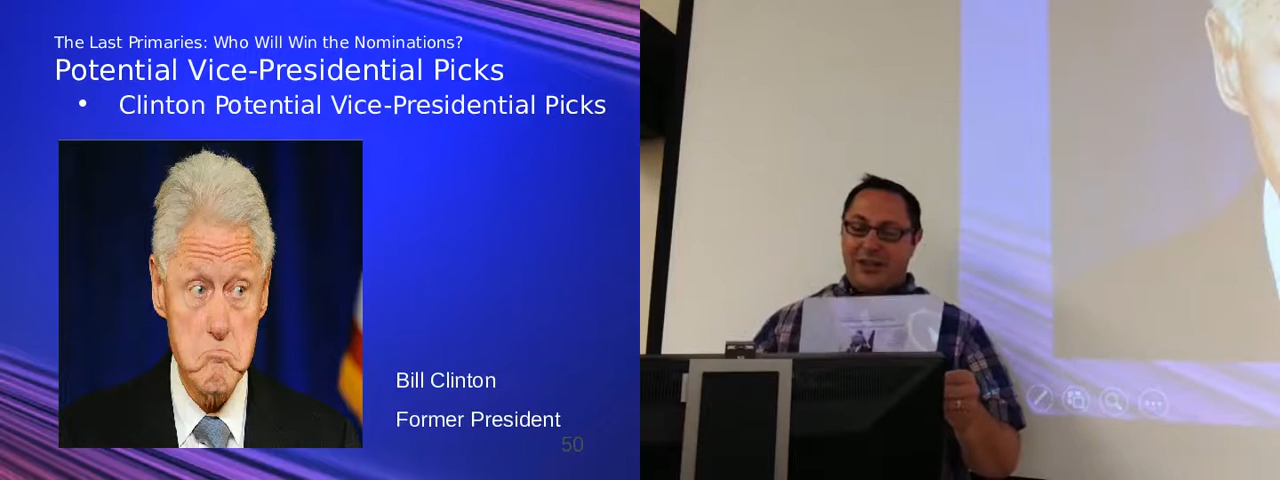 The Last Primaries: Who Will Win the Nominations?
Potential Vice-Presidential Picks
• Clinton Potential Vice-Presidential Picks
Bill Clinton
Former President
50